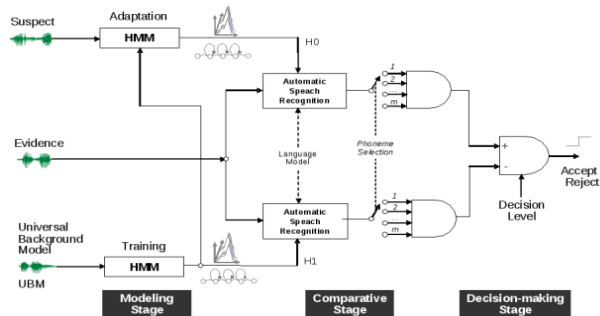 Adaptation
Suspect
HMM
H0
Automatic
Speach
Recognition
1
2
...
m
Evidence
Language
Model
Phoneme
Selection
+
-
Accept
Reject
Decision
Level
Automatic
Speach
Recognition
1
2
...
m
Universal
Background
Model
UBM
Training
HMM
H1
Modeling
Stage
Comparative
Stage
Decision-making
Stage